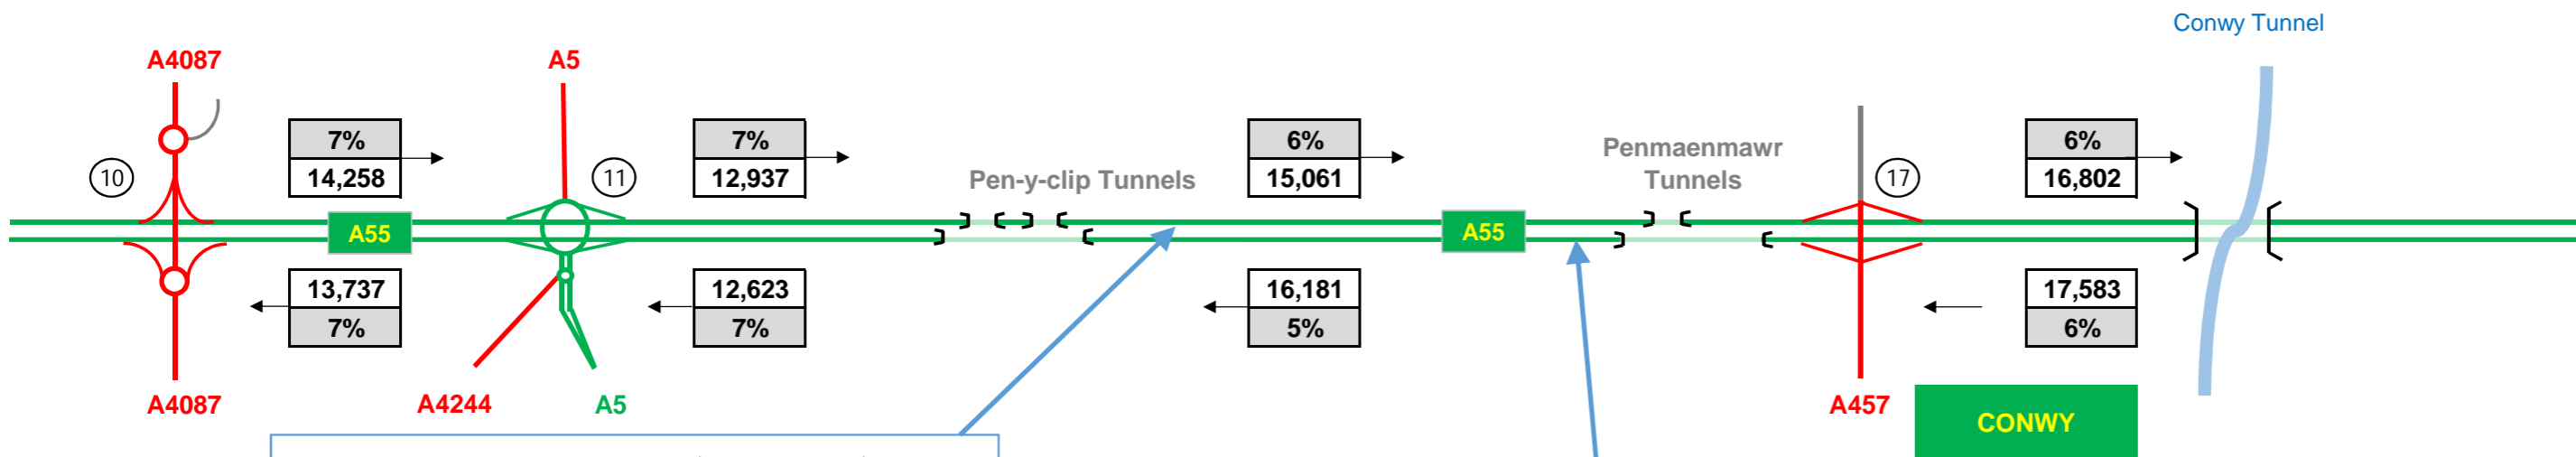 Conwy Tunnel
A4087
A5
7%
14,258
7%
12,937
6%
15,061
6%
16,802
Penmaenmawr
Tunnels
Pen-y-clip Tunnels
10
11
17
A55
A55
13,737
7%
12,623
7%
16,181
5%
17,583
6%
A4087
A4244
A5
A457
CONWY